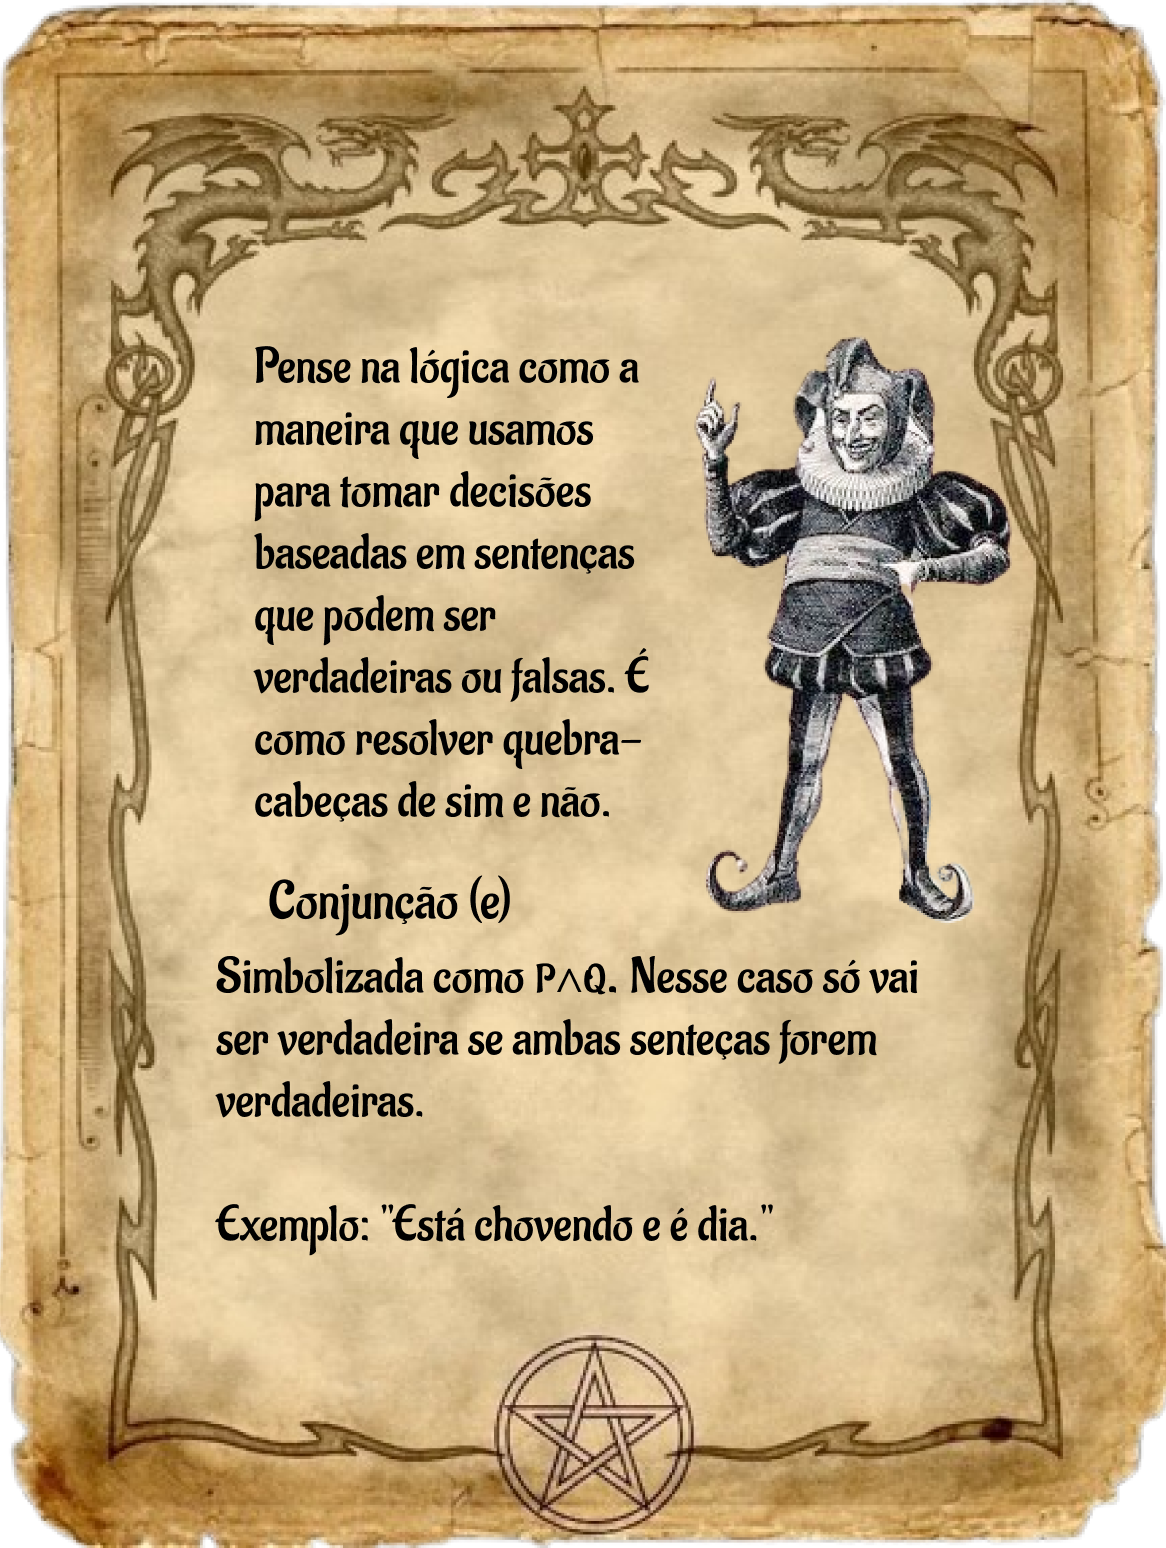 Pense na lógica como a
maneira que usamos
para tomar decisões
baseadas em sentenças
que podem ser
verdadeiras ou falsas. É
como resolver quebra-
cabeças de sim e não.
Conjunção (e)
Simbolizada como P∧Q. Nesse caso só vai
ser verdadeira se ambas senteças forem
verdadeiras.
Exemplo: "Está chovendo e é dia."